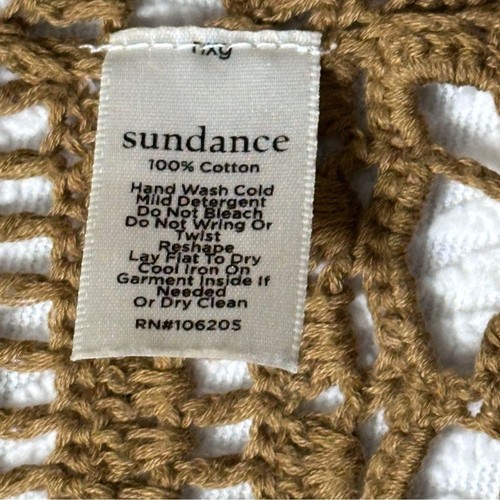 sundance
100% Cotton
Hand Wash Cold
Mild Detergent
Do Not Bleach
Do Not Wring Or
Twist
Reshape
Lay Flat To Dry
Cool Iron On
Garment Inside If
Needed
Or Dry Clean
RN#106205